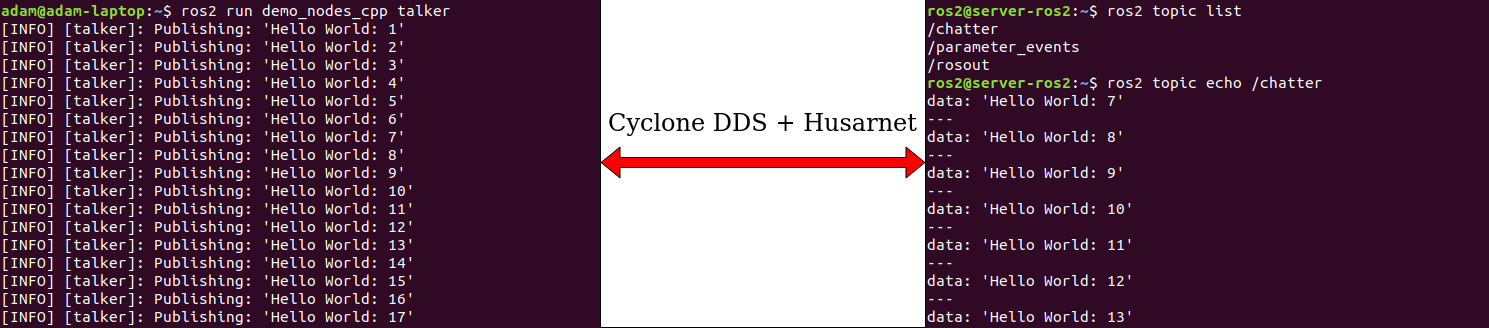 adam@adam-laptop:~$ ros2 run demo_nodes_cpp talker
[INFO] [talker]: Publishing: 'Hello World: 1'
[INFO] [talker]: Publishing: 'Hello World: 2'
[INFO] [talker]: Publishing: 'Hello World: 3'
[INFO] [talker]: Publishing: 'Hello World: 4'
[INFO] [talker]: Publishing: 'Hello World: 5'
[INFO] [talker]: Publishing: 'Hello World: 6'
[INFO] [talker]: Publishing: 'Hello World: 7'
[INFO] [talker]: Publishing: 'Hello World: 8'
[INFO] [talker]: Publishing: 'Hello World: 9'
[INFO] [talker]: Publishing: 'Hello World: 10'
[INFO] [talker]: Publishing: 'Hello World: 11'
[INFO] [talker]: Publishing: 'Hello World: 12'
[INFO] [talker]: Publishing: 'Hello World: 13'
[INFO] [talker]: Publishing: 'Hello World: 14'
[INFO] [talker]: Publishing: 'Hello World: 15'
[INFO] [talker]: Publishing: 'Hello World: 16'
[INFO] [talker]: Publishing: 'Hello World: 17'
Cyclone DDS + Husarnet
ros2@server-ros2:~$ ros2 topic list
/chatter
/parameter_events
/rosout
ros2@server-ros2:~$ ros2 topic echo /chatter
data: 'Hello World: 7'
---
data: 'Hello World: 8'
---
data: 'Hello World: 9'
---
data: 'Hello World: 10'
---
data: 'Hello World: 11'
---
data: 'Hello World: 12'
---
data: 'Hello World: 13'